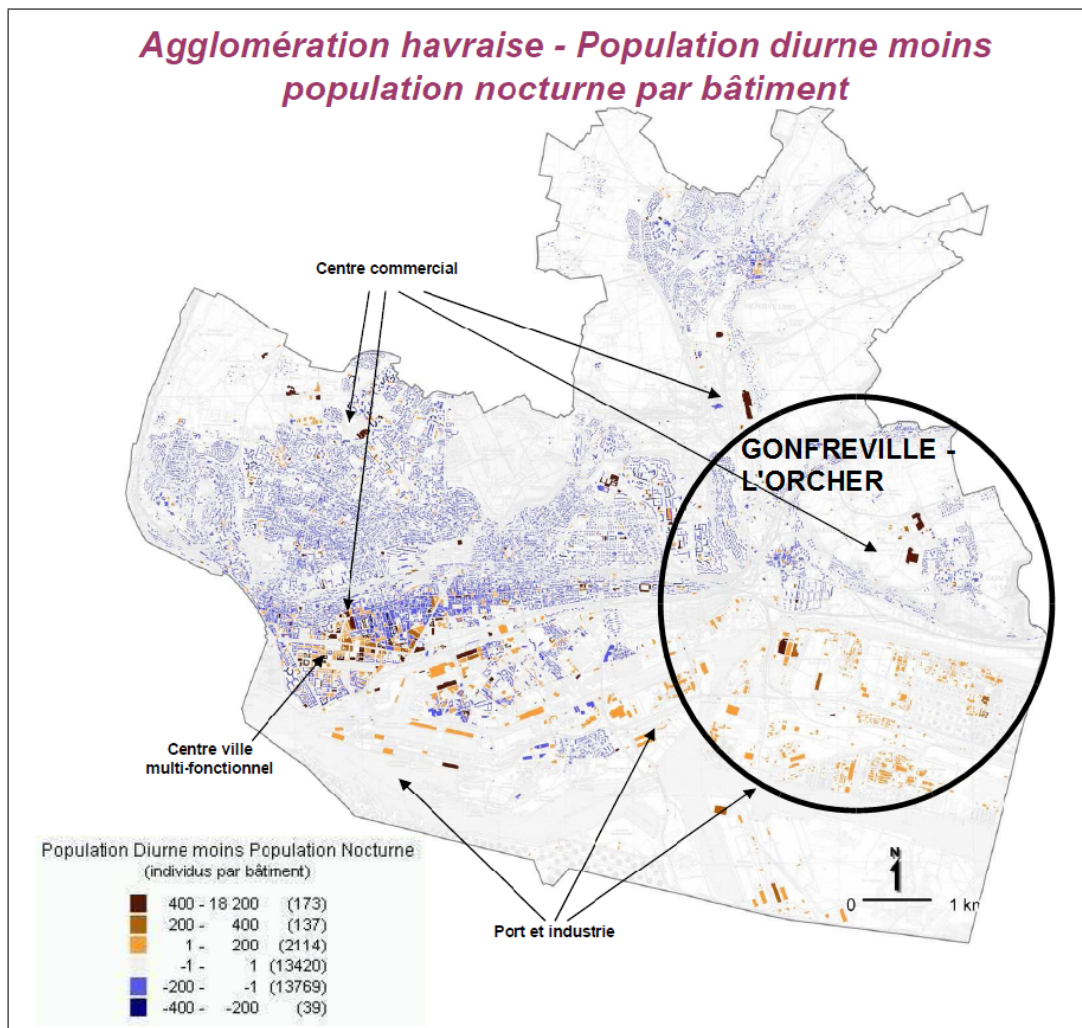 Agglomération havraise - Population diurne moins
population nocturne par bâtiment
Centre commercial
GONFREVILLE -
L'ORCHER
Centre ville
multi-fonctionnel
Port et industrie
N
0 1 km
Population Diurne moins Population Nocturne
(individus par bâtiment)
400 - 18 200 (173)
200 - 400 (137)
1 - 200 (2114)
-1 - 1 (13420)
-200 - -1 (13769)
-400 - -200 (39)